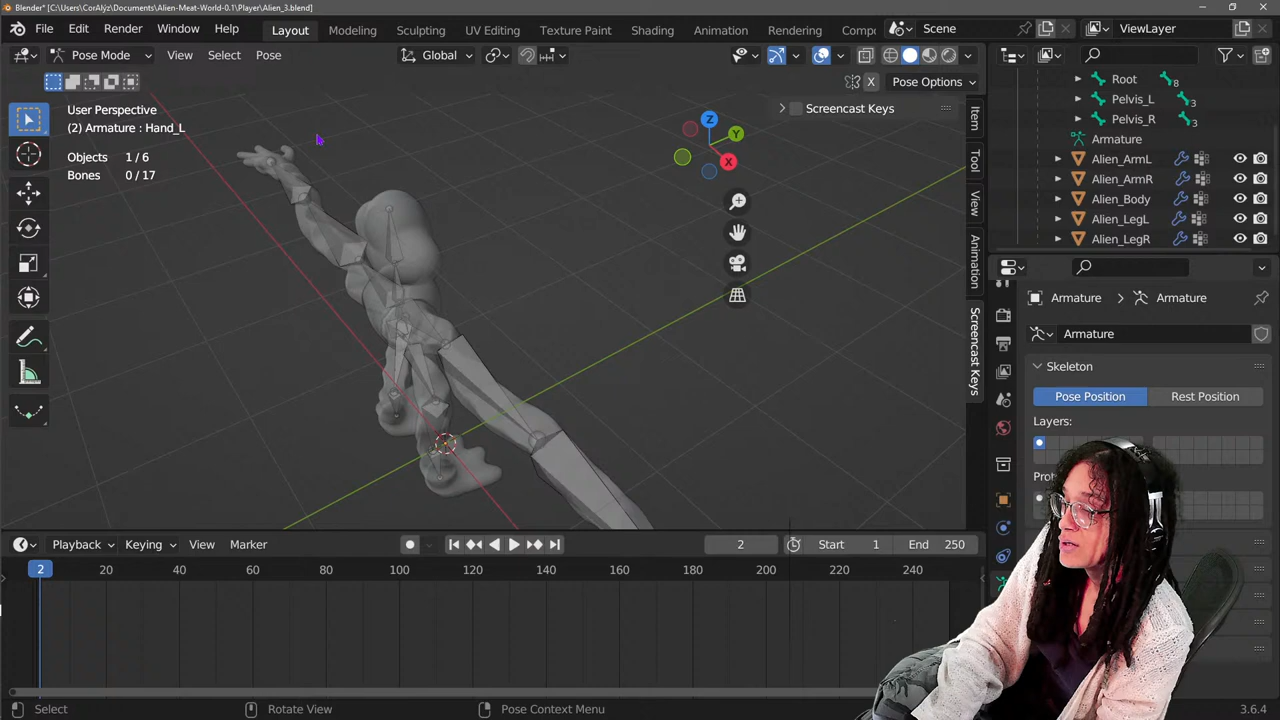 Blender* [C:\Users\CorAlyz\Documents\Alien-Meat-World-0.1\Player\Alien_3.blend]
File Edit Render Window Help Layout Modeling Sculpting UV Editing Texture Paint Shading Animation Rendering Compo Scene ViewLayer
Pose Mode View Select Pose Global
X Pose Options
User Perspective
(2) Armature : Hand_L
Objects 1 / 6
Bones 0 / 17
Screencast Keys
Z
Y
X
Item
Tool
View
Animation
Screencast Keys
Root 8
Pelvis_L 3
Pelvis_R 3
Armature
Alien_ArmL
Alien_ArmR
Alien_Body
Alien_LegL
Alien_LegR
Armature Armature
Armature
Skeleton
Pose Position Rest Position
Layers:
Playback Keying View Marker 2 Start 1 End 250
2 20 40 60 80 100 120 140 160 180 200 220 240
Select Rotate View Pose Context Menu 3.6.4